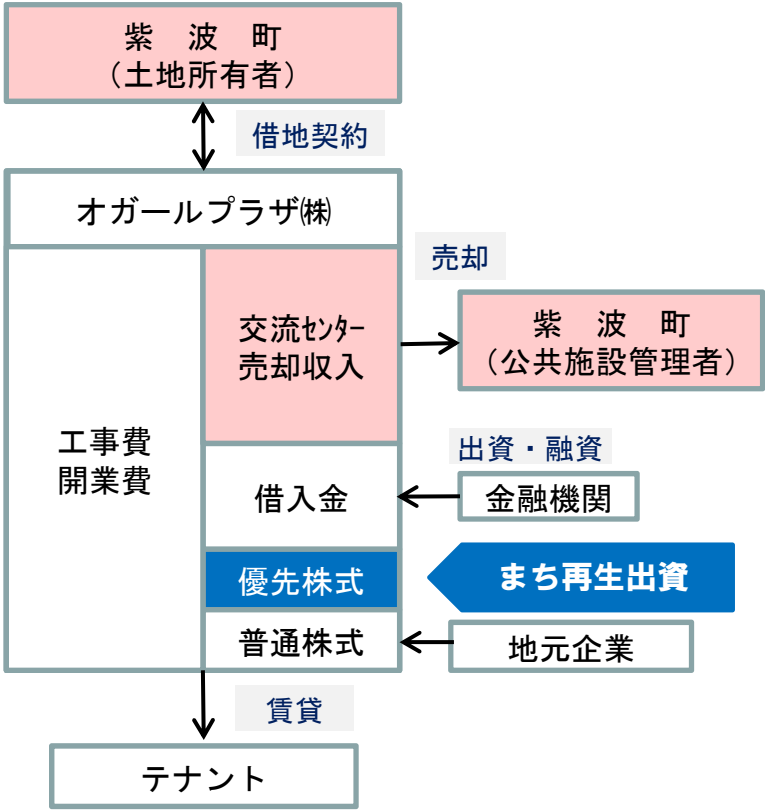 紫　波　町
（土地所有者）
借地契約
オガールプラザ㈱
売却
交流ｾﾝﾀｰ
売却収入
紫　波　町
（公共施設管理者）
工事費
開業費
出資・融資
借入金
金融機関
優先株式
まち再生出資
普通株式
地元企業
賃貸
テナント